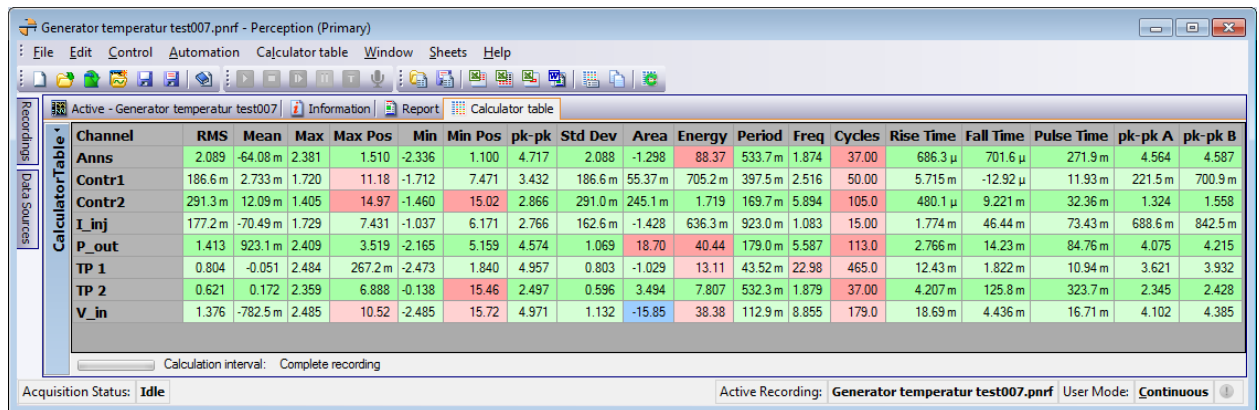 Generator temperatur test007.pnrf - Perception (Primary)
File Edit Control Automation Calculator table Window Sheets Help
Active - Generator temperatur test007 Information Report Calculator table
Recordings
Data Sources
CalculatorTable
Channel RMS Mean Max Max Pos Min Min Pos pk-pk Std Dev Area Energy Period Freq Cycles Rise Time Fall Time Pulse Time pk-pk A pk-pk B
Anns 2.089 -64.08 m 2.381 1.510 -2.336 1.100 4.717 2.088 -1.298 88.37 533.7 m 1.874 37.00 686.3 µ 701.6 µ 271.9 m 4.564 4.587
Contr1 186.6 m 2.733 m 1.720 11.18 -1.712 7.471 3.432 186.6 m 55.37 m 705.2 m 397.5 m 2.516 50.00 5.715 m -12.92 µ 11.93 m 221.5 m 700.9 m
Contr2 291.3 m 12.09 m 1.405 14.97 -1.460 15.02 2.866 291.0 m 245.1 m 1.719 169.7 m 5.894 105.0 480.1 µ 9.221 m 32.36 m 1.324 1.558
I_inj 177.2 m -70.49 m 1.729 7.431 -1.037 6.171 2.766 162.6 m -1.428 636.3 m 923.0 m 1.083 15.00 1.774 m 46.44 m 73.43 m 688.6 m 842.5 m
P_out 1.413 923.1 m 2.409 3.519 -2.165 5.159 4.574 1.069 18.70 40.44 179.0 m 5.587 113.0 2.766 m 14.23 m 84.76 m 4.075 4.215
TP 1 0.804 -0.051 2.484 267.2 m -2.473 1.840 4.957 0.803 -1.029 13.11 43.52 m 22.98 465.0 12.43 m 1.822 m 10.94 m 3.621 3.932
TP 2 0.621 0.172 2.359 6.888 -0.138 15.46 2.497 0.596 3.494 7.807 532.3 m 1.879 37.00 4.207 m 125.8 m 323.7 m 2.345 2.428
V_in 1.376 -782.5 m 2.485 10.52 -2.485 15.72 4.971 1.132 -15.85 38.38 112.9 m 8.855 179.0 18.69 m 4.436 m 16.71 m 4.102 4.385
Calculation interval: Complete recording
Acquisition Status: Idle Active Recording: Generator temperatur test007.pnrf User Mode: Continuous